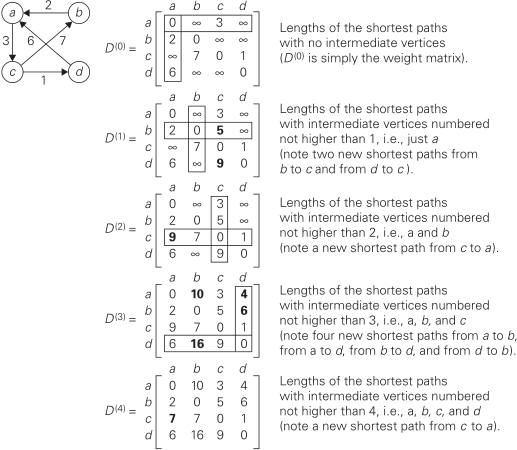 a 2 b
3 6 7
c 1 d
a b c d
a 0 ∞ 3 ∞
b 2 0 ∞ ∞
D(0) =
c ∞ 7 0 1
d 6 ∞ ∞ 0
Lengths of the shortest paths
with no intermediate vertices
(D(0) is simply the weight matrix).
a b c d
a 0 ∞ 3 ∞
b 2 0 5 ∞
D(1) =
c ∞ 7 0 1
d 6 ∞ 9 0
Lengths of the shortest paths
with intermediate vertices numbered
not higher than 1, i.e., just a
(note two new shortest paths from
b to c and from d to c).
a b c d
a 0 ∞ 3 ∞
b 2 0 5 ∞
D(2) =
c 9 7 0 1
d 6 ∞ 9 0
Lengths of the shortest paths
with intermediate vertices numbered
not higher than 2, i.e., a and b
(note a new shortest path from c to a).
a b c d
a 0 10 3 4
b 2 0 5 6
D(3) =
c 9 7 0 1
d 6 16 9 0
Lengths of the shortest paths
with intermediate vertices numbered
not higher than 3, i.e., a, b, and c
(note four new shortest paths from a to b,
from a to d, from b to d, and from d to b).
a b c d
a 0 10 3 4
b 2 0 5 6
D(4) =
c 7 7 0 1
d 6 16 9 0
Lengths of the shortest paths
with intermediate vertices numbered
not higher than 4, i.e., a, b, c, and d
(note a new shortest path from c to a).